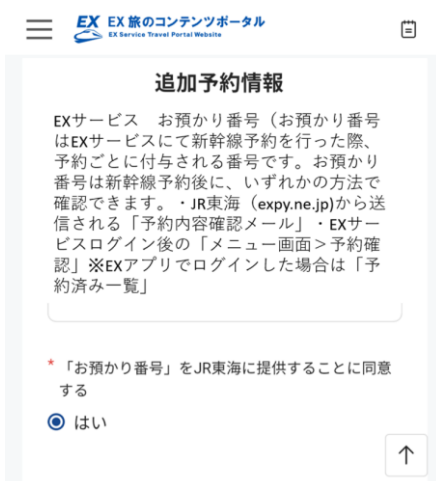 EX EX 旅のコンテンツポータル
EX Service Travel Portal Website
追加予約情報
EXサービス　お預かり番号（お預かり番号
はEXサービスにて新幹線予約を行った際、
予約ごとに付与される番号です。お預かり
番号は新幹線予約後に、いずれかの方法で
確認できます。・JR東海（expy.ne.jp)から送
信される「予約内容確認メール」・EXサー
ビスログイン後の「メニュー画面＞予約確
認」※EXアプリでログインした場合は「予
約済み一覧」
* 「お預かり番号」をJR東海に提供することに同意
する
はい